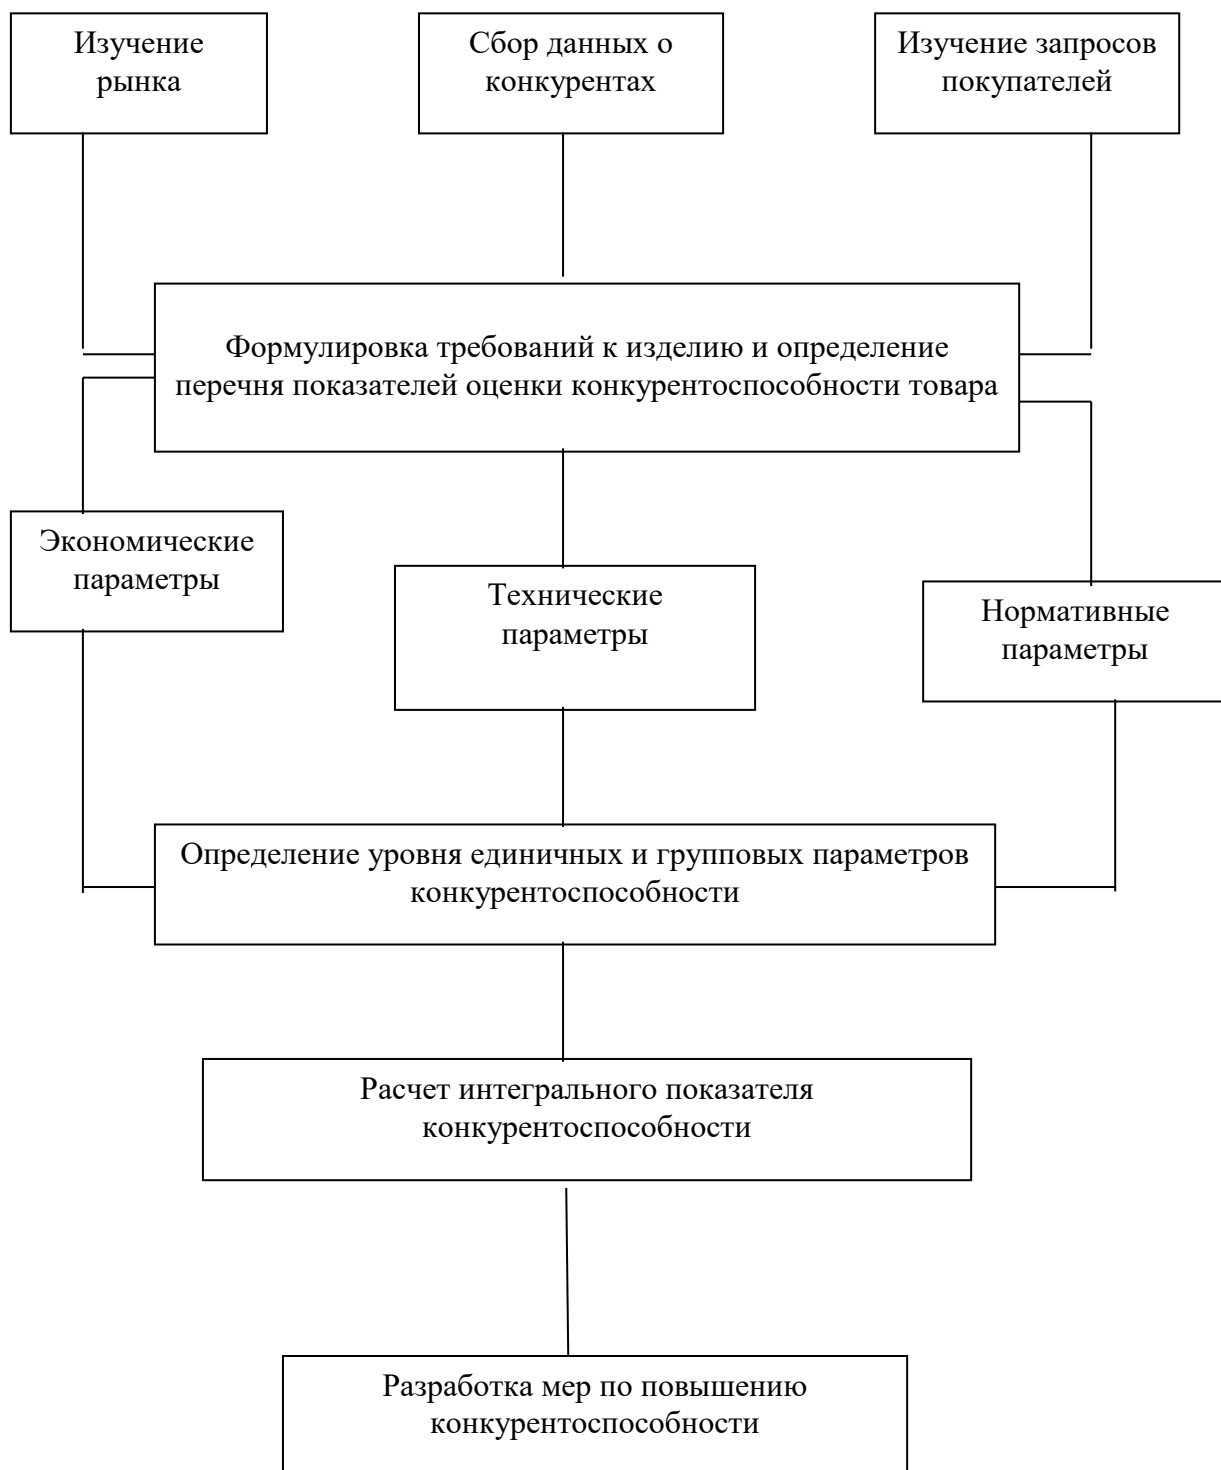 Изучение
рынка
Сбор данных о
конкурентах
Изучение запросов
покупателей
Формулировка требований к изделию и определение
перечня показателей оценки конкурентоспособности товара
Экономические
параметры
Технические
параметры
Нормативные
параметры
Определение уровня единичных и групповых параметров
конкурентоспособности
Расчет интегрального показателя
конкурентоспособности
Разработка мер по повышению
конкурентоспособности